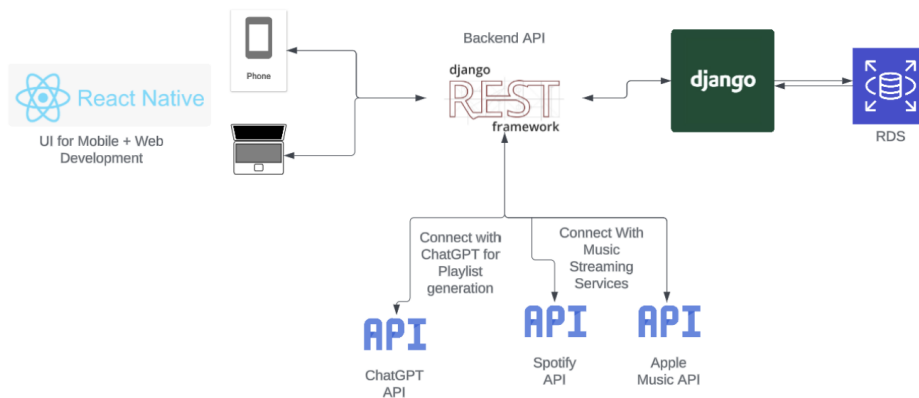 Phone
React Native
UI for Mobile + Web
Development
Backend API
django
REST
framework
django
RDS
Connect with
ChatGPT for
Playlist
generation
Connect With
Music
Streaming
Services
API
ChatGPT
API
API
Spotify
API
API
Apple
Music API